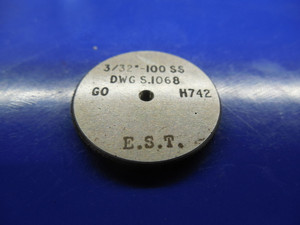 3/32"-100 SS
DWG S.1068
GO H742
E.S.T.